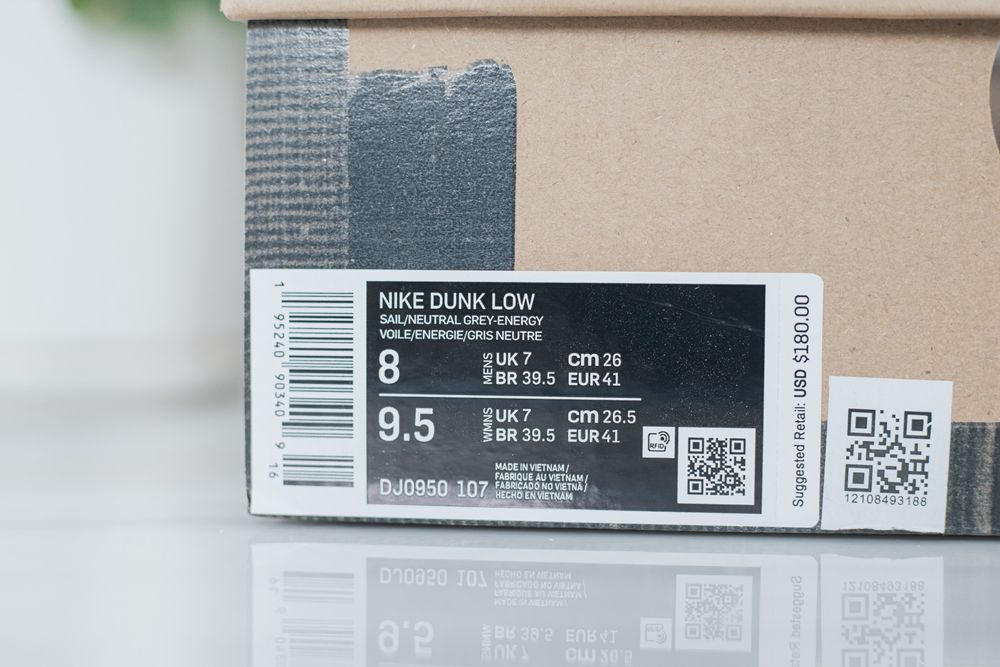 NIKE DUNK LOW
SAIL/NEUTRAL GREY-ENERGY
VOILE/ENERGIE/GRIS NEUTRE
8 MENS UK 7 cm 26
BR 39.5 EUR 41
9.5 WMNS UK 7 cm 26.5
BR 39.5 EUR 41
RFID
DJ0950 107
MADE IN VIETNAM /
FABRIQUE AU VIETNAM /
FABRICADO NO VIETNÃ /
HECHO EN VIETNAM
1 95240 90340 9 16
Suggested Retail: USD $180.00
12108493188